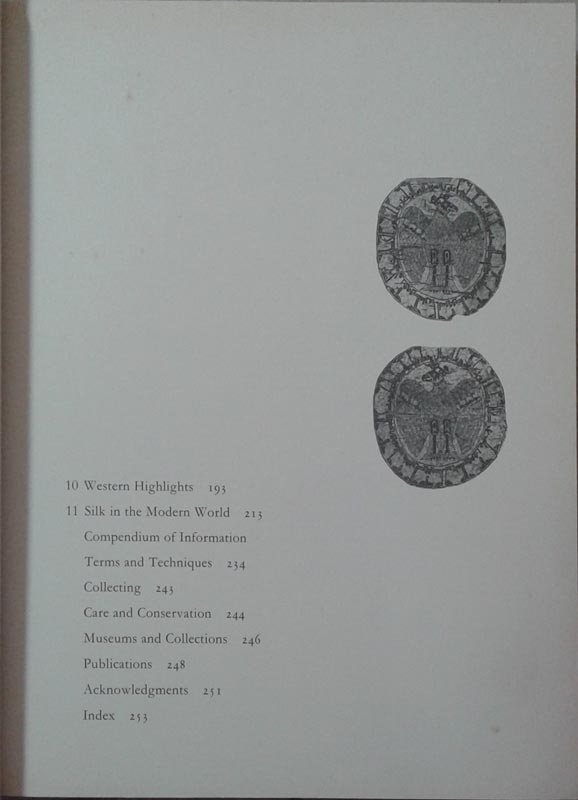 10 Western Highlights 193
11 Silk in the Modern World 213
Compendium of Information
Terms and Techniques 234
Collecting 243
Care and Conservation 244
Museums and Collections 246
Publications 248
Acknowledgments 251
Index 253